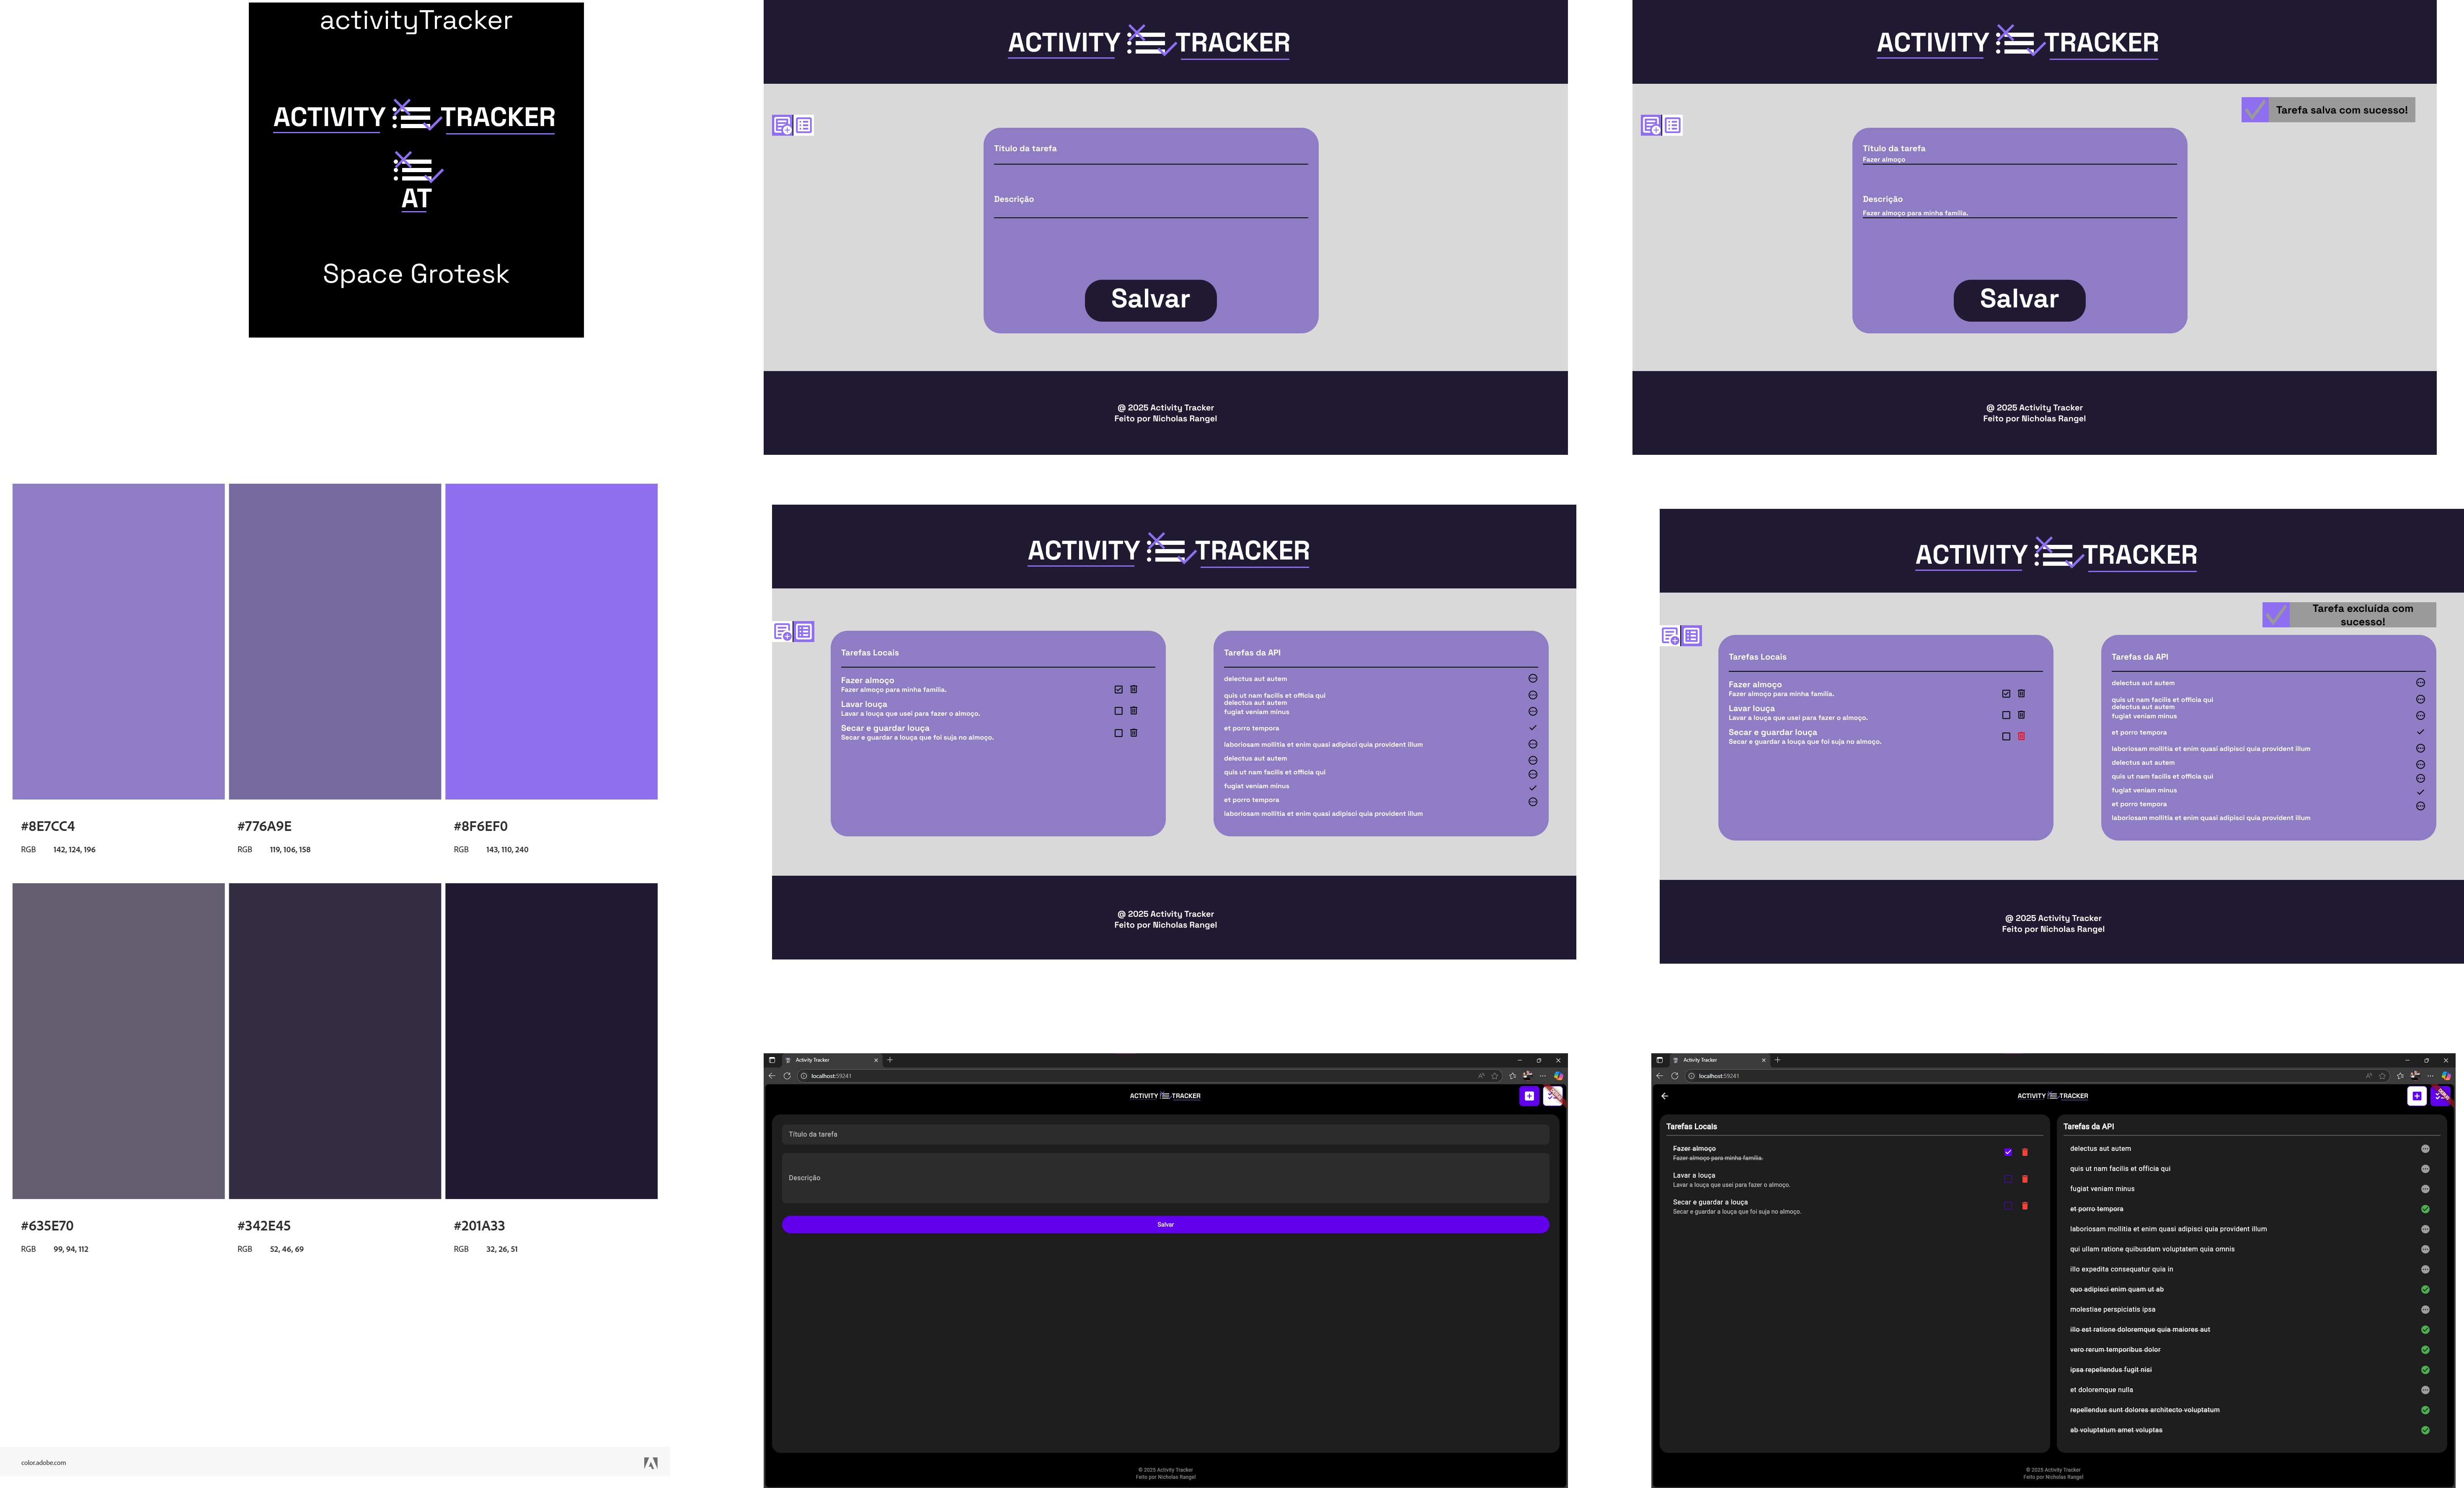 activityTracker
ACTIVITY TRACKER
AT
Space Grotesk
ACTIVITY TRACKER
Título da tarefa
Descrição
Salvar
@ 2025 Activity Tracker
Feito por Nicholas Rangel
ACTIVITY TRACKER
Tarefa salva com sucesso!
Título da tarefa
Fazer almoço
Descrição
Fazer almoço para minha família.
Salvar
@ 2025 Activity Tracker
Feito por Nicholas Rangel
#8E7CC4
RGB 142, 124, 196
#776A9E
RGB 119, 106, 158
#8F6EF0
RGB 143, 110, 240
#635E70
RGB 99, 94, 112
#342E45
RGB 52, 46, 69
#201A33
RGB 32, 26, 51
color.adobe.com
ACTIVITY TRACKER
Tarefas Locais
Fazer almoço
Fazer almoço para minha família.
Lavar louça
Lavar a louça que usei para fazer o almoço.
Secar e guardar louça
Secar e guardar a louça que foi suja no almoço.
Tarefas da API
delectus aut autem
quis ut nam facilis et officia qui
delectus aut autem
fugiat veniam minus
et porro tempora
laboriosam mollitia et enim quasi adipisci quia provident illum
delectus aut autem
quis ut nam facilis et officia qui
fugiat veniam minus
et porro tempora
laboriosam mollitia et enim quasi adipisci quia provident illum
@ 2025 Activity Tracker
Feito por Nicholas Rangel
ACTIVITY TRACKER
Tarefa excluída com
sucesso!
Tarefas Locais
Fazer almoço
Fazer almoço para minha família.
Lavar louça
Lavar a louça que usei para fazer o almoço.
Secar e guardar louça
Secar e guardar a louça que foi suja no almoço.
Tarefas da API
delectus aut autem
quis ut nam facilis et officia qui
delectus aut autem
fugiat veniam minus
et porro tempora
laboriosam mollitia et enim quasi adipisci quia provident illum
delectus aut autem
quis ut nam facilis et officia qui
fugiat veniam minus
et porro tempora
laboriosam mollitia et enim quasi adipisci quia provident illum
@ 2025 Activity Tracker
Feito por Nicholas Rangel
Activity Tracker
localhost:59241
ACTIVITY TRACKER
Título da tarefa
Descrição
Salvar
© 2025 Activity Tracker
Feito por Nicholas Rangel
Activity Tracker
localhost:59241
ACTIVITY TRACKER
Tarefas Locais
Fazer almoço
Fazer almoço para minha família.
Lavar a louça
Lavar a louça que usei para fazer o almoço.
Secar e guardar a louça
Secar e guardar a louça que foi suja no almoço.
Tarefas da API
delectus aut autem
quis ut nam facilis et officia qui
fugiat veniam minus
et porro tempora
laboriosam mollitia et enim quasi adipisci quia provident illum
qui ullam ratione quibusdam voluptatem quia omnis
illo expedita consequatur quia in
quo adipisci enim quam ut ab
molestiae perspiciatis ipsa
illo est ratione doloremque quia maiores aut
vero rerum temporibus dolor
ipsa repellendus fugit nisi
et doloremque nulla
repellendus sunt dolores architecto voluptatum
ab voluptatum amet voluptas
© 2025 Activity Tracker
Feito por Nicholas Rangel